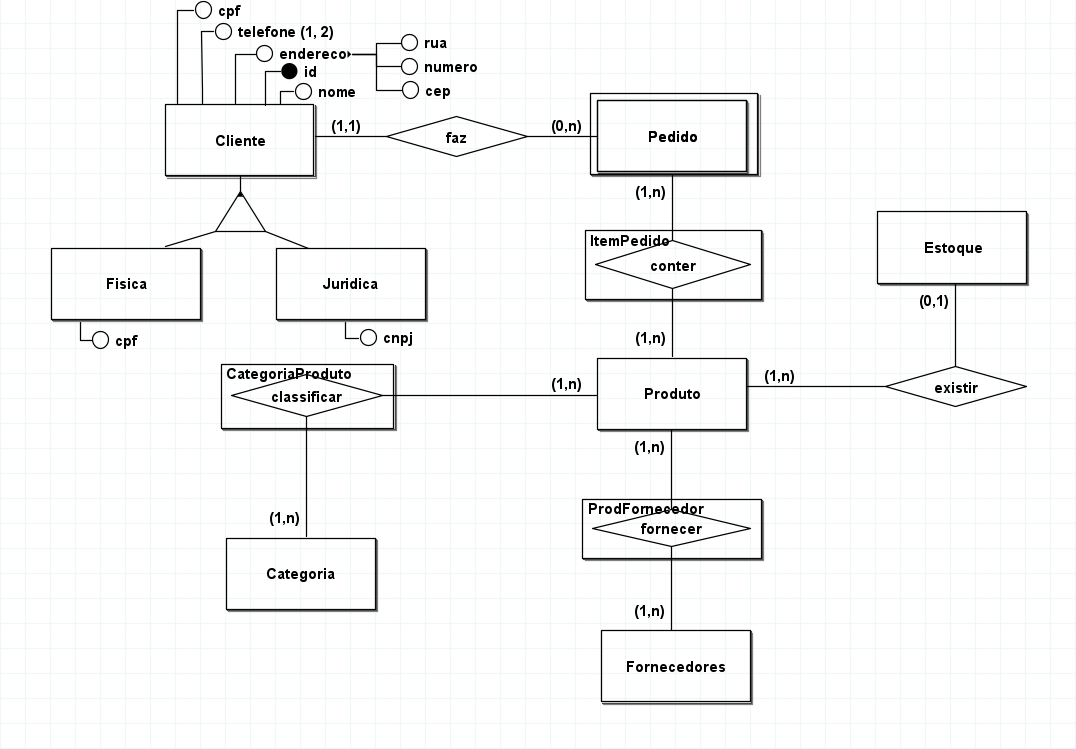 cpf
telefone (1, 2)
endereco
rua
id
numero
nome
cep
Cliente
(1,1)
faz
(0,n)
Pedido
(1,n)
ItemPedido
conter
Estoque
Fisica
Juridica
(0,1)
cpf
cnpj
(1,n)
CategoriaProduto
classificar
(1,n)
Produto
(1,n)
existir
(1,n)
ProdFornecedor
fornecer
(1,n)
Categoria
(1,n)
Fornecedores